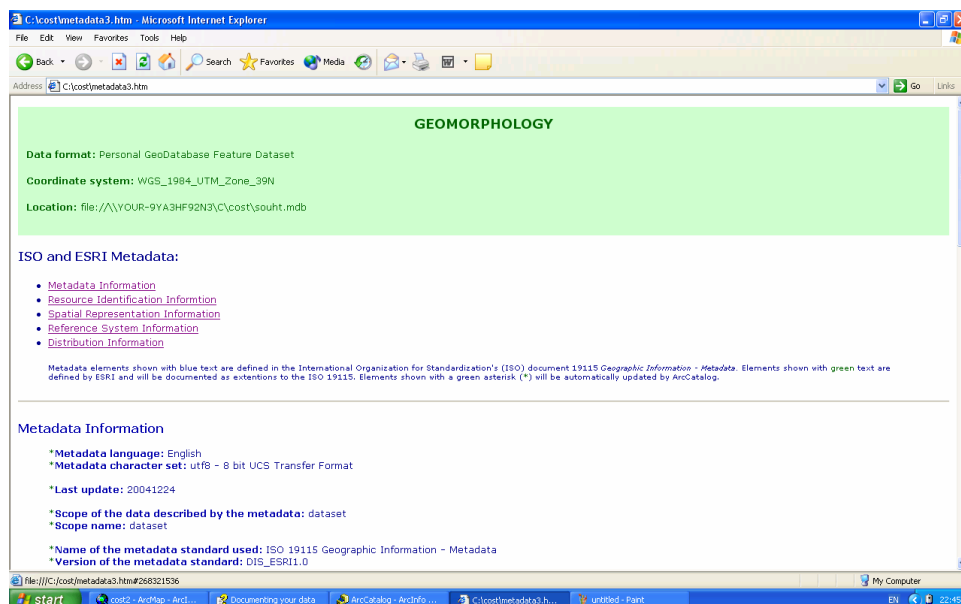 C:\cost\metadata3.htm - Microsoft Internet Explorer
File Edit View Favorites Tools Help
Back Search Favorites Media
Address C:\cost\metadata3.htm Go Links
GEOMORPHOLOGY
Data format: Personal GeoDatabase Feature Dataset
Coordinate system: WGS_1984_UTM_Zone_39N
Location: file://\\YOUR-9YA3HF92N3\C\cost\souht.mdb
ISO and ESRI Metadata:
• Metadata Information
• Resource Identification Informtion
• Spatial Representation Information
• Reference System Information
• Distribution Information
Metadata elements shown with blue text are defined in the International Organization for Standardization's (ISO) document 19115 Geographic Information - Metadata. Elements shown with green text are
defined by ESRI and will be documented as extentions to the ISO 19115. Elements shown with a green asterisk (*) will be automatically updated by ArcCatalog.
Metadata Information
*Metadata language: English
*Metadata character set: utf8 - 8 bit UCS Transfer Format
*Last update: 20041224
*Scope of the data described by the metadata: dataset
*Scope name: dataset
*Name of the metadata standard used: ISO 19115 Geographic Information - Metadata
*Version of the metadata standard: DIS_ESRI1.0
file:///C:/cost/metadata3.htm#268321536 My Computer
start cost2 - ArcMap - ArcI... Documenting your data ArcCatalog - ArcInfo ... C:\cost\metadata3.h... untitled - Paint EN 22:45